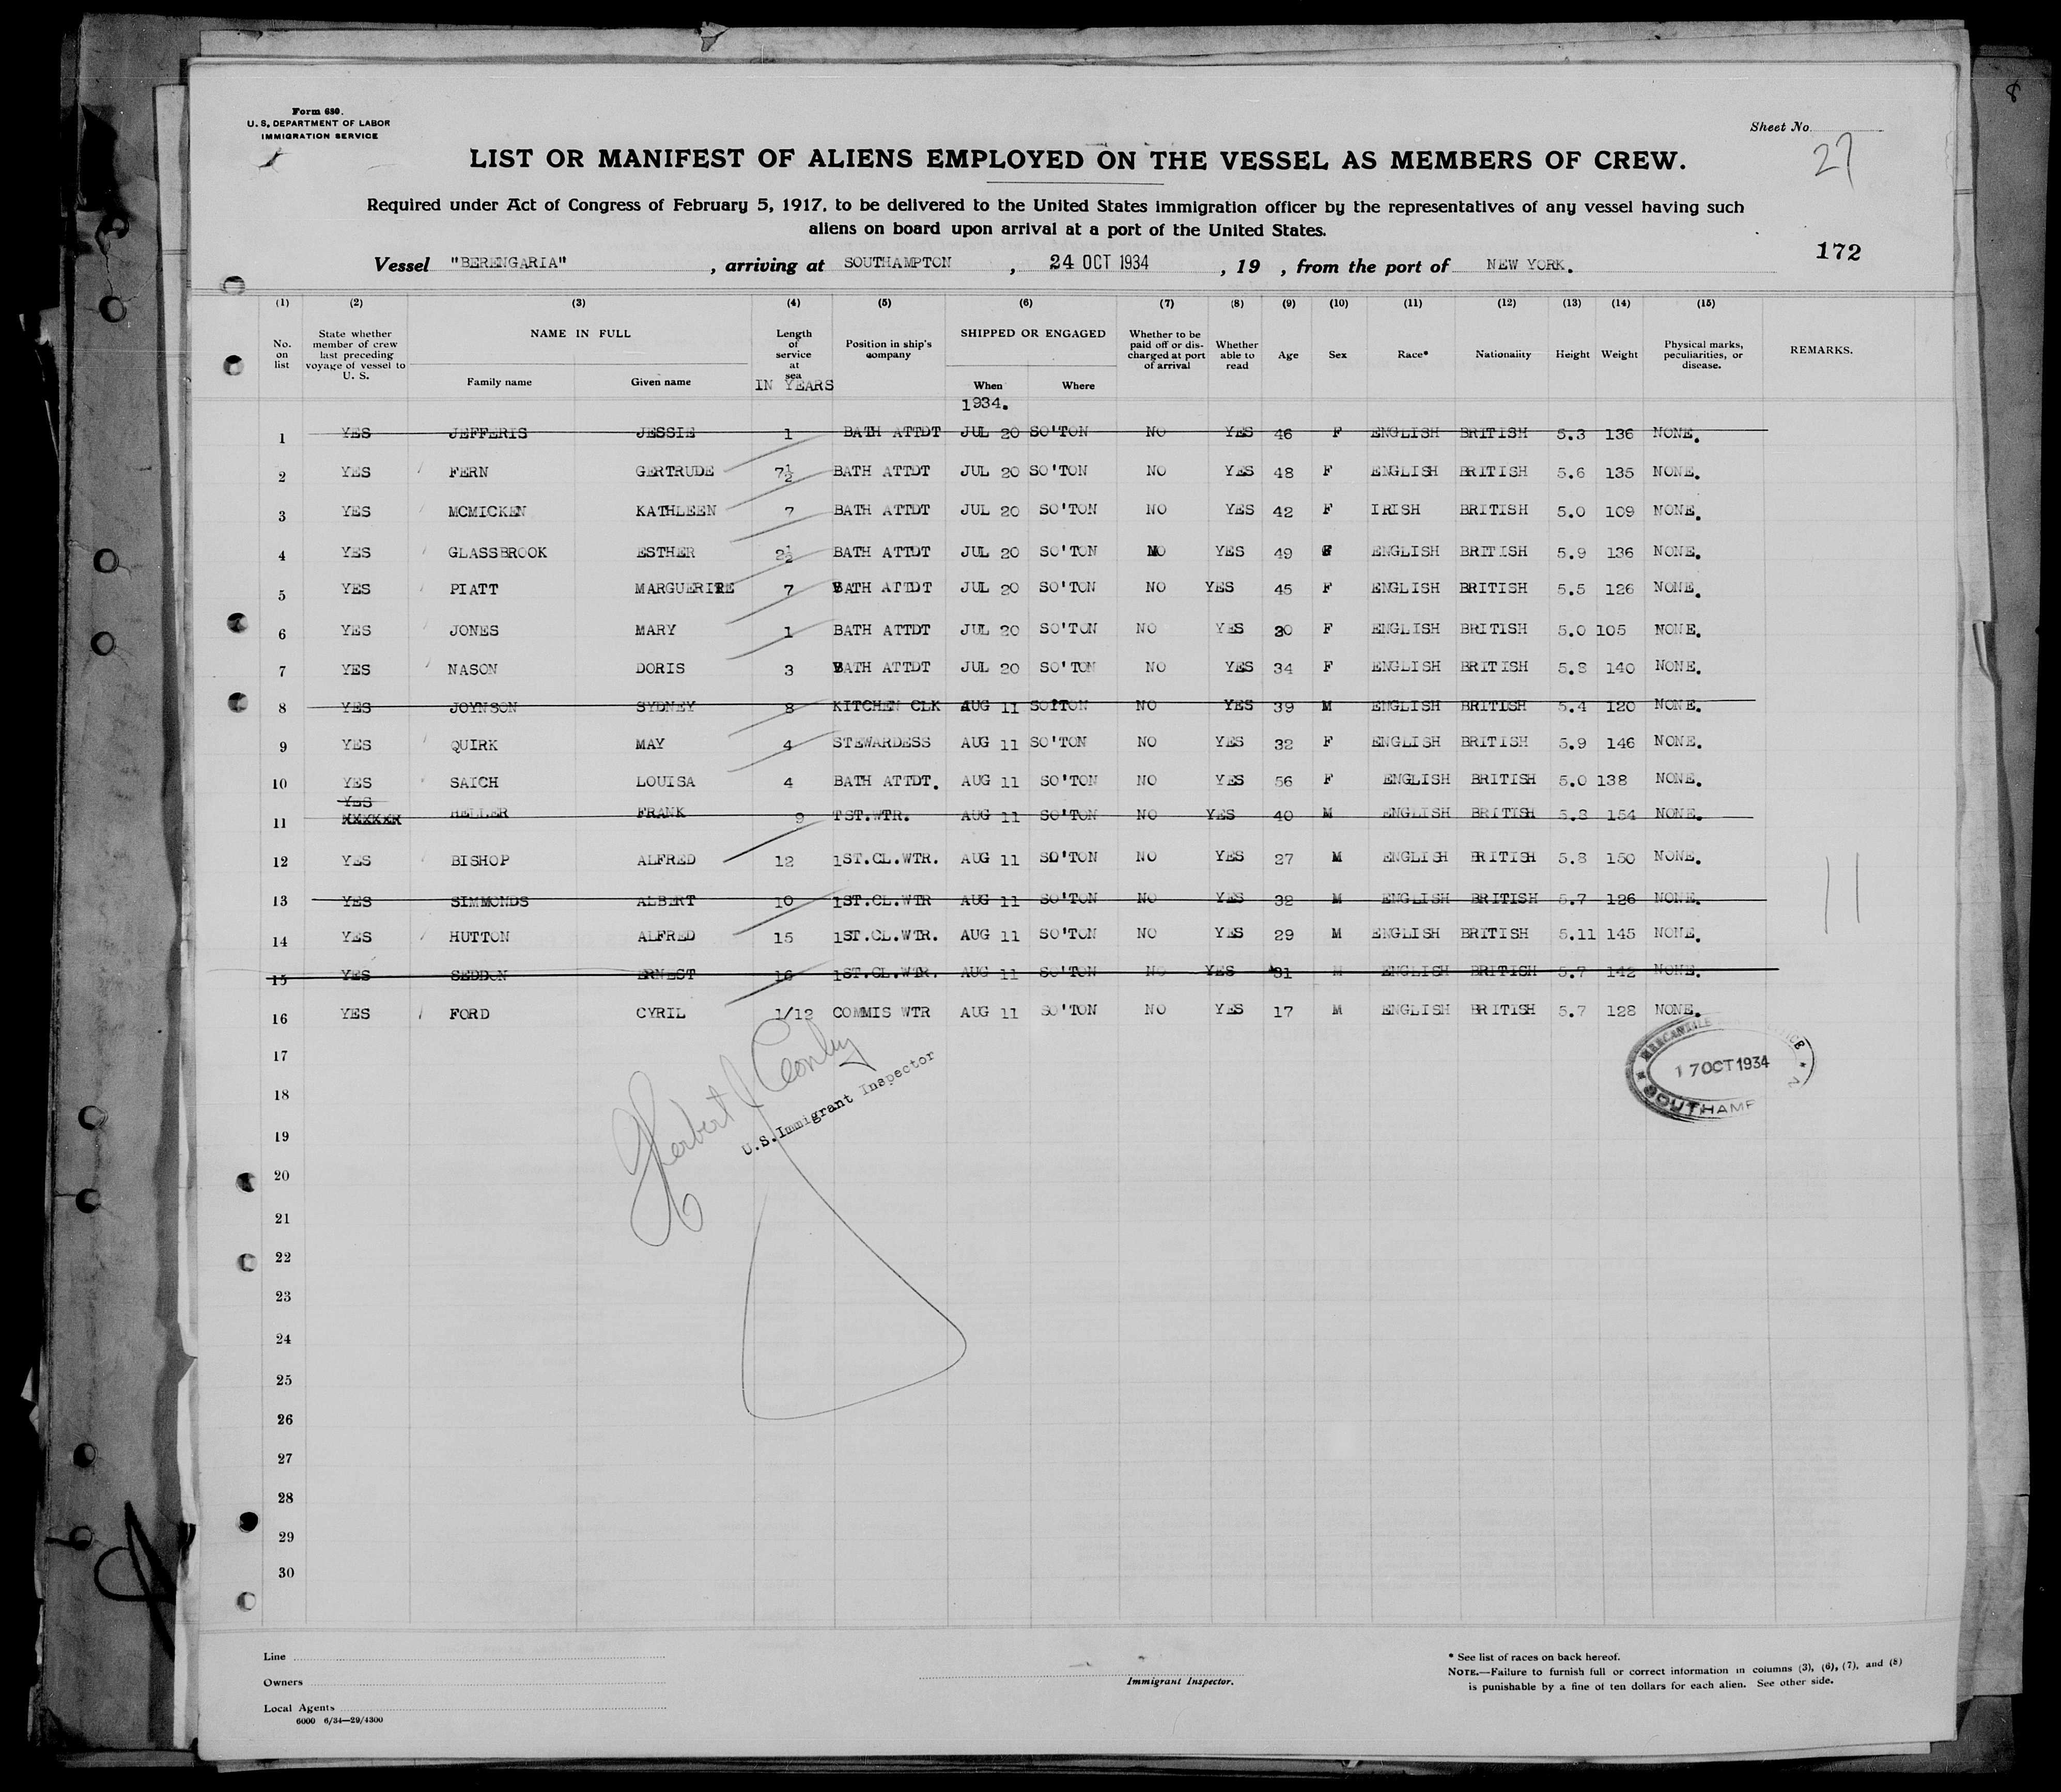 8
Form 680.
U. S. DEPARTMENT OF LABOR
IMMIGRATION SERVICE
Sheet No.
27
LIST OR MANIFEST OF ALIENS EMPLOYED ON THE VESSEL AS MEMBERS OF CREW.
Required under Act of Congress of February 5, 1917, to be delivered to the United States immigration officer by the representatives of any vessel having such
aliens on board upon arrival at a port of the United States.
172
Vessel "BERENGARIA" , arriving at SOUTHAMPTON , 24 OCT 1934 , 19 , from the port of NEW YORK.
(1) (2) (3) (4) (5) (6) (7) (8) (9) (10) (11) (12) (13) (14) (15)
No. on list State whether member of crew last preceding voyage of vessel to U. S. NAME IN FULL Family name Given name Length of service at sea IN YEARS Position in ship's company SHIPPED OR ENGAGED When Where Whether to be paid off or discharged at port of arrival Whether able to read Age Sex Race* Nationality Height Weight Physical marks, peculiarities, or disease. REMARKS.
1934.
1 YES JEFFERIS JESSIE 1 BATH ATTDT JUL 20 SO'TON NO YES 46 F ENGLISH BRITISH 5.3 136 NONE.
2 YES FERN GERTRUDE 7½ BATH ATTDT JUL 20 SO'TON NO YES 48 F ENGLISH BRITISH 5.6 135 NONE.
3 YES MCMICKEN KATHLEEN 7 BATH ATTDT JUL 20 SO'TON NO YES 42 F IRISH BRITISH 5.0 109 NONE.
4 YES GLASSBROOK ESTHER 2½ BATH ATTDT JUL 20 SO'TON NO YES 49 F ENGLISH BRITISH 5.9 136 NONE.
5 YES PIATT MARGUERITE 7 BATH ATTDT JUL 20 SO'TON NO YES 45 F ENGLISH BRITISH 5.5 126 NONE.
6 YES JONES MARY 1 BATH ATTDT JUL 20 SO'TON NO YES 30 F ENGLISH BRITISH 5.0 105 NONE.
7 YES NASON DORIS 3 BATH ATTDT JUL 20 SO'TON NO YES 34 F ENGLISH BRITISH 5.8 140 NONE.
8 YES JOYNSON SYDNEY 8 KITCHEN CLK AUG 11 SO'TON NO YES 39 M ENGLISH BRITISH 5.4 120 NONE.
9 YES QUIRK MAY 4 STEWARDESS AUG 11 SO'TON NO YES 32 F ENGLISH BRITISH 5.9 146 NONE.
10 YES SAICH LOUISA 4 BATH ATTDT. AUG 11 SO'TON NO YES 56 F ENGLISH BRITISH 5.0 138 NONE.
YES
11 XXXXXX HELLER FRANK 9 TST.WTR. AUG 11 SO'TON NO YES 40 M ENGLISH BRITISH 5.8 154 NONE.
12 YES BISHOP ALFRED 12 1ST.CL.WTR. AUG 11 SO'TON NO YES 27 M ENGLISH BRITISH 5.8 150 NONE.
11
13 YES SIMMONDS ALBERT 10 1ST.CL.WTR AUG 11 SO'TON NO YES 32 M ENGLISH BRITISH 5.7 126 NONE.
14 YES HUTTON ALFRED 15 1ST.CL.WTR. AUG 11 SO'TON NO YES 29 M ENGLISH BRITISH 5.11 145 NONE.
15 YES SEDDON ERNEST 16 1ST.CL.WTR. AUG 11 SO'TON NO YES 31 M ENGLISH BRITISH 5.7 142 NONE.
16 YES FORD CYRIL 1/12 COMMIS WTR AUG 11 SO'TON NO YES 17 M ENGLISH BRITISH 5.7 128 NONE.
MERCANTILE
17 OCT 1934
SOUTHAMP
Herbert J Conley
U.S. Immigrant Inspector
17
18
19
20
21
22
23
24
25
26
27
28
29
30
Line
Owners
Local Agents
6000 6/34—29/4300
Immigrant Inspector.
* See list of races on back hereof.
NOTE.—Failure to furnish full or correct information in columns (3), (6), (7), and (8)
is punishable by a fine of ten dollars for each alien. See other side.